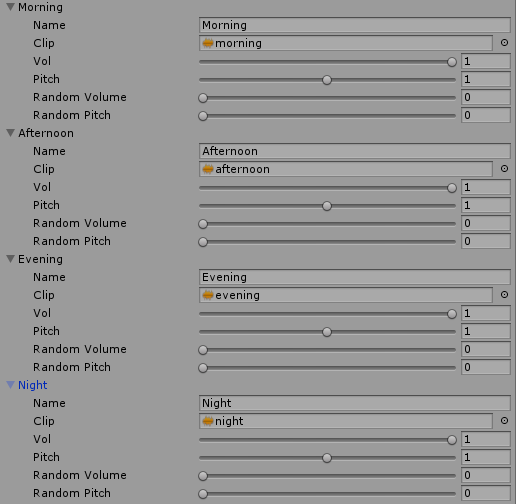 Morning
Name Morning
Clip morning
Vol 1
Pitch 1
Random Volume 0
Random Pitch 0
Afternoon
Name Afternoon
Clip afternoon
Vol 1
Pitch 1
Random Volume 0
Random Pitch 0
Evening
Name Evening
Clip evening
Vol 1
Pitch 1
Random Volume 0
Random Pitch 0
Night
Name Night
Clip night
Vol 1
Pitch 1
Random Volume 0
Random Pitch 0